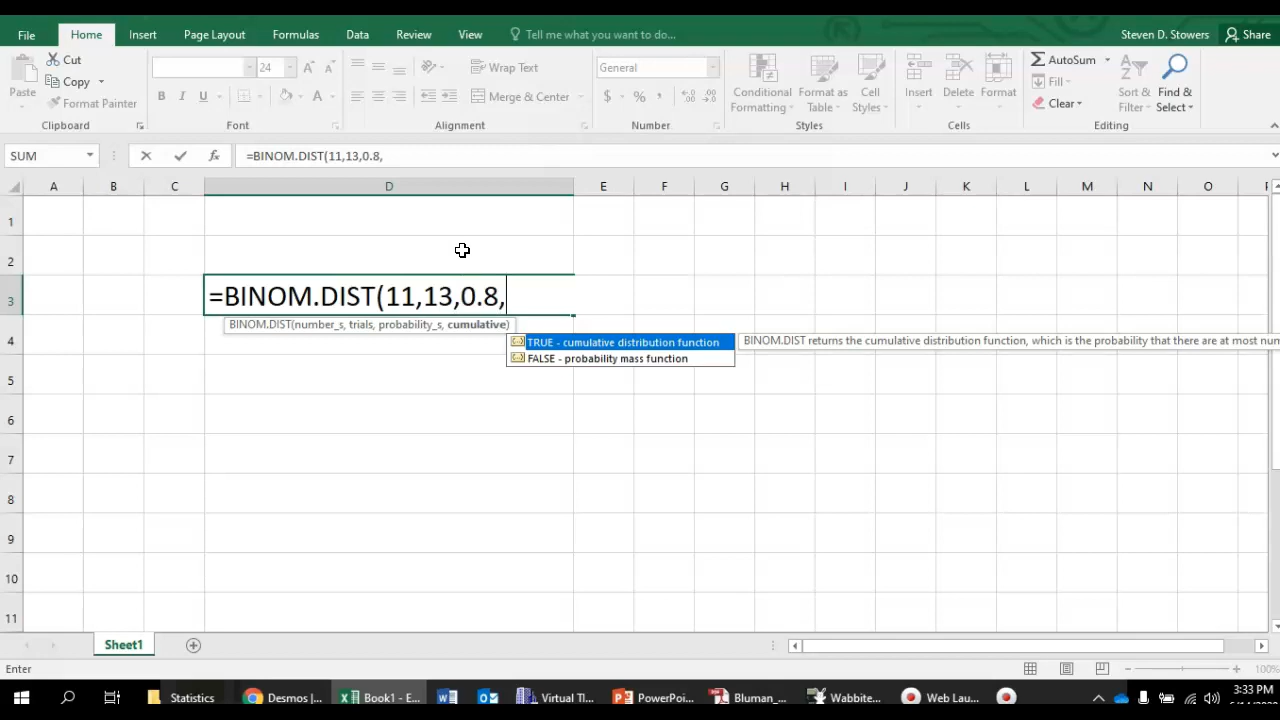 File Home Insert Page Layout Formulas Data Review View Tell me what you want to do... Steven D. Stowers Share
Cut
Copy
Format Painter
Paste
24 A A
B I U A
Wrap Text
Merge & Center
General
$ %
Conditional Formatting
Format as Table
Cell Styles
Insert Delete Format
AutoSum
Fill
Clear
Sort & Filter
Find & Select
Clipboard Font Alignment Number Styles Cells Editing
SUM fx =BINOM.DIST(11,13,0.8,
A B C D E F G H I J K L M N O P
1
2
3 =BINOM.DIST(11,13,0.8,
BINOM.DIST(number_s, trials, probability_s, cumulative)
4 TRUE - cumulative distribution function BINOM.DIST returns the cumulative distribution function, which is the probability that there are at most num
FALSE - probability mass function
5
6
7
8
9
10
11
Sheet1
Enter 100%
Statistics Desmos |... Book1 - E... W Virtual TI... PowerPoi... Bluman_... Wabbite... Web Lau... 3:33 PM